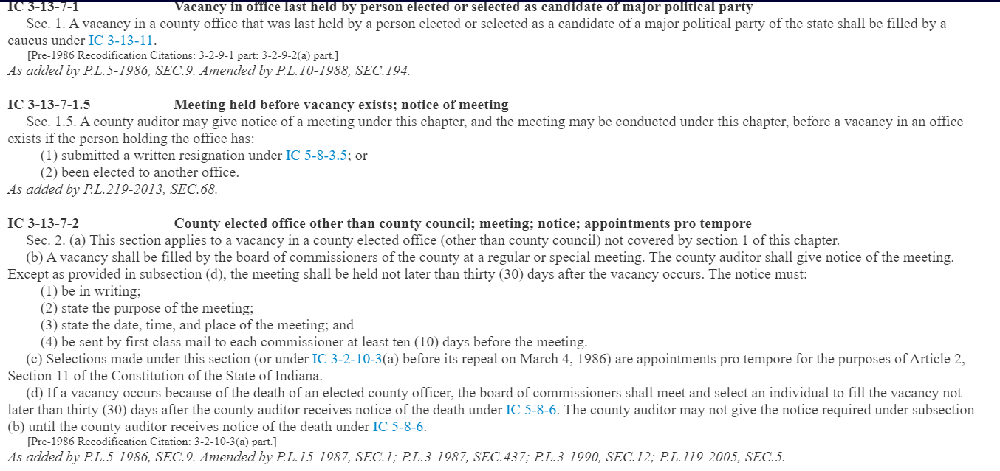 IC 3-13-7-1 Vacancy in office last held by person elected or selected as candidate of major political party
Sec. 1. A vacancy in a county office that was last held by a person elected or selected as a candidate of a major political party of the state shall be filled by a
caucus under IC 3-13-11.
[Pre-1986 Recodification Citations: 3-2-9-1 part; 3-2-9-2(a) part.]
As added by P.L.5-1986, SEC.9. Amended by P.L.10-1988, SEC.194.
IC 3-13-7-1.5 Meeting held before vacancy exists; notice of meeting
Sec. 1.5. A county auditor may give notice of a meeting under this chapter, and the meeting may be conducted under this chapter, before a vacancy in an office
exists if the person holding the office has:
(1) submitted a written resignation under IC 5-8-3.5; or
(2) been elected to another office.
As added by P.L.219-2013, SEC.68.
IC 3-13-7-2 County elected office other than county council; meeting; notice; appointments pro tempore
Sec. 2. (a) This section applies to a vacancy in a county elected office (other than county council) not covered by section 1 of this chapter.
(b) A vacancy shall be filled by the board of commissioners of the county at a regular or special meeting. The county auditor shall give notice of the meeting.
Except as provided in subsection (d), the meeting shall be held not later than thirty (30) days after the vacancy occurs. The notice must:
(1) be in writing;
(2) state the purpose of the meeting;
(3) state the date, time, and place of the meeting; and
(4) be sent by first class mail to each commissioner at least ten (10) days before the meeting.
(c) Selections made under this section (or under IC 3-2-10-3(a) before its repeal on March 4, 1986) are appointments pro tempore for the purposes of Article 2,
Section 11 of the Constitution of the State of Indiana.
(d) If a vacancy occurs because of the death of an elected county officer, the board of commissioners shall meet and select an individual to fill the vacancy not
later than thirty (30) days after the county auditor receives notice of the death under IC 5-8-6. The county auditor may not give the notice required under subsection
(b) until the county auditor receives notice of the death under IC 5-8-6.
[Pre-1986 Recodification Citation: 3-2-10-3(a) part.]
As added by P.L.5-1986, SEC.9. Amended by P.L.15-1987, SEC.1; P.L.3-1987, SEC.437; P.L.3-1990, SEC.12; P.L.119-2005, SEC.5.